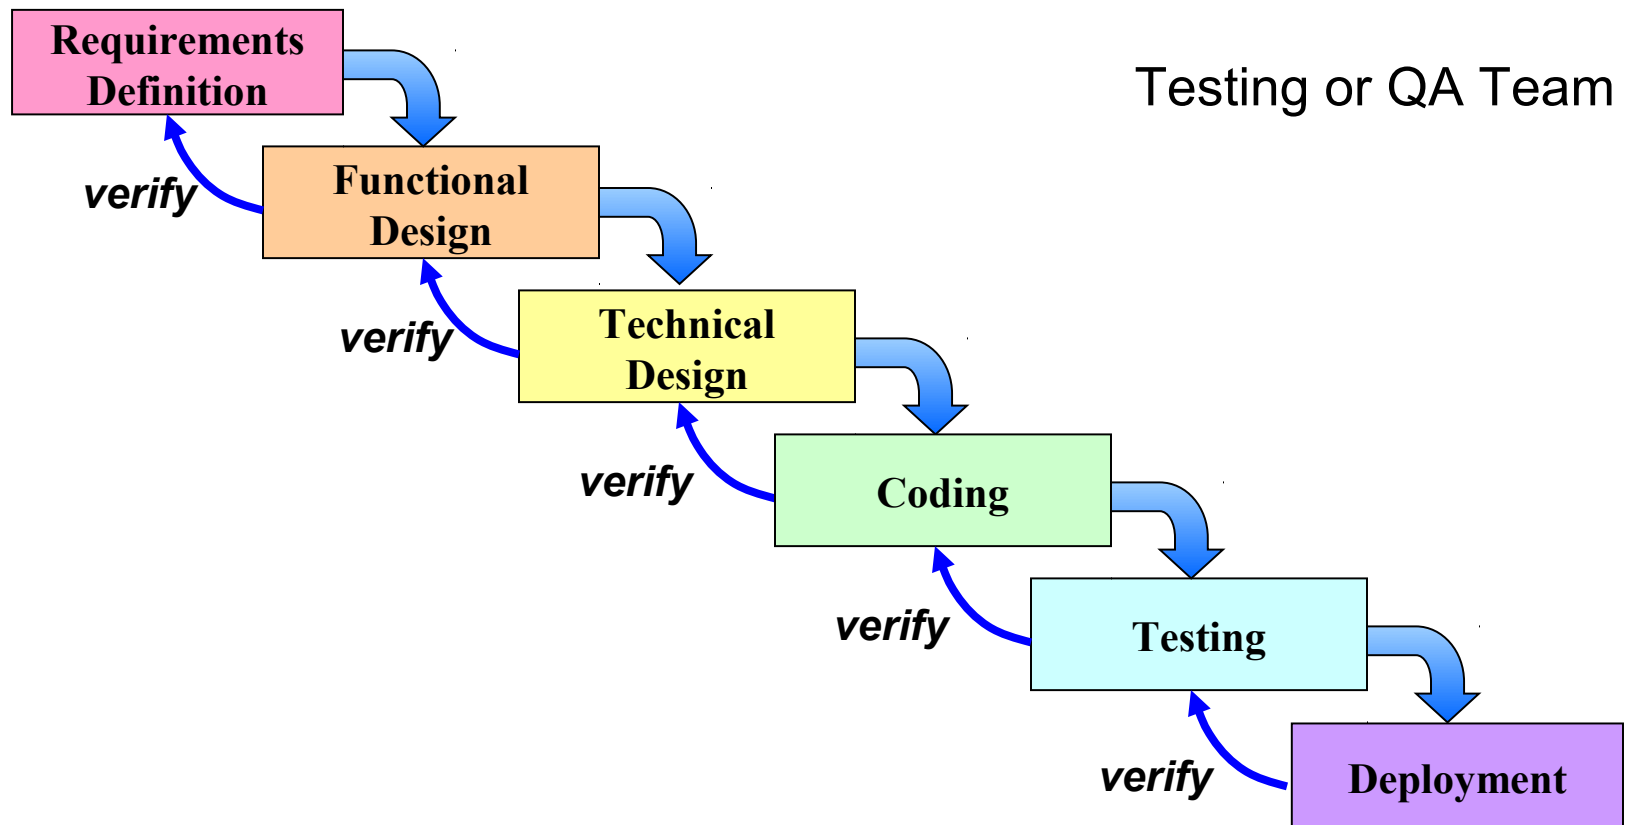 Requirements
Definition
Testing or QA Team
verify
Functional
Design
verify
Technical
Design
verify
Coding
verify
Testing
verify
Deployment